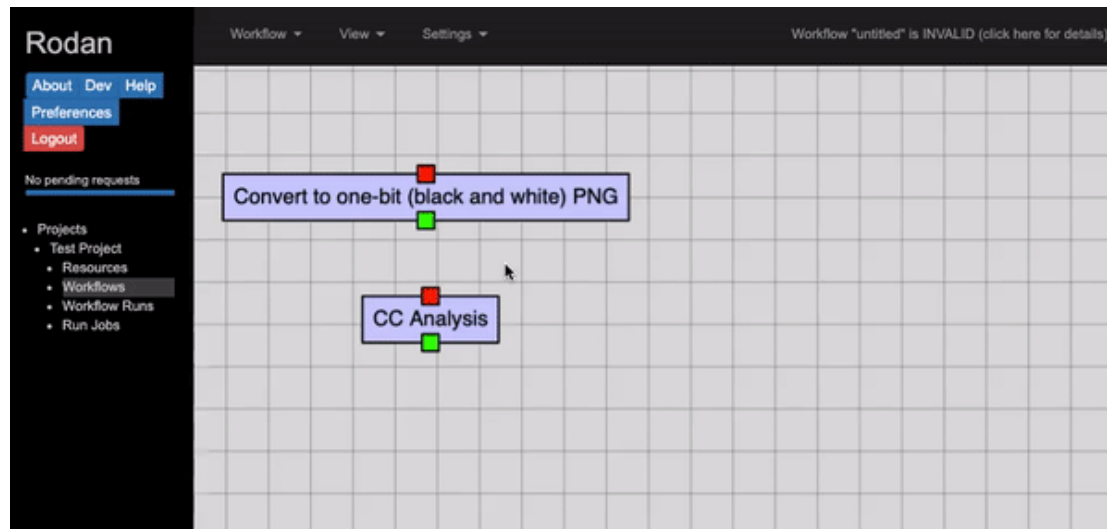 Rodan
About Dev Help
Preferences
Logout
No pending requests
Projects
Test Project
Resources
Workflows
Workflow Runs
Run Jobs
Workflow View Settings Workflow "untitled" is INVALID (click here for details)
Convert to one-bit (black and white) PNG
CC Analysis